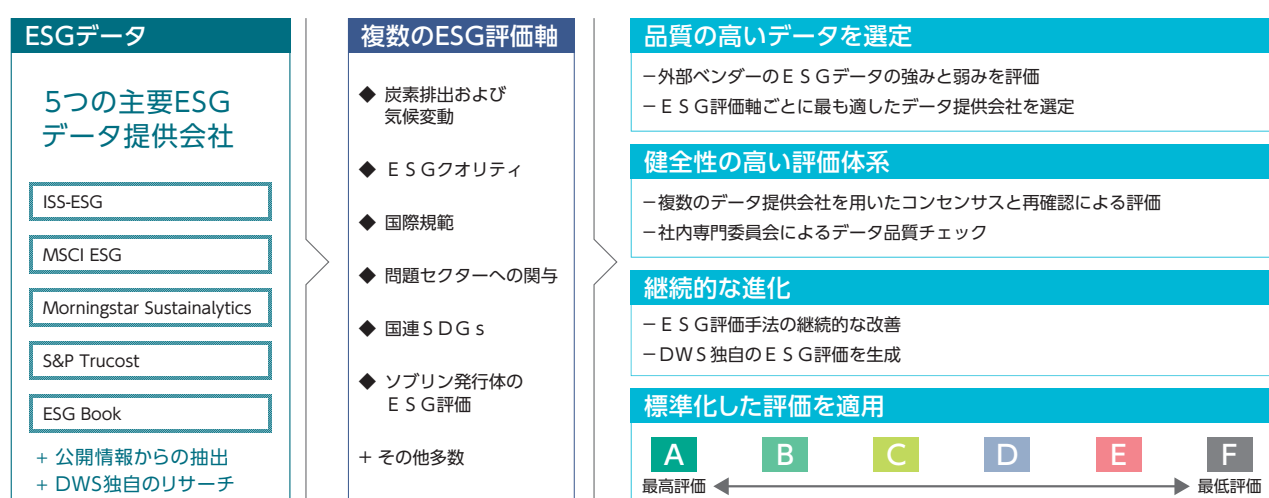 ESGデータ
5つの主要ESG
データ提供会社
ISS-ESG
MSCI ESG
Morningstar Sustainalytics
S&P Trucost
ESG Book
+ 公開情報からの抽出
+ DWS独自のリサーチ
複数のESG評価軸
◆ 炭素排出および
気候変動
◆ ESGクオリティ
◆ 国際規範
◆ 問題セクターへの関与
◆ 国連SDGs
◆ ソブリン発行体の
ESG評価
+ その他多数
品質の高いデータを選定
－外部ベンダーのESGデータの強みと弱みを評価
－ESG評価軸ごとに最も適したデータ提供会社を選定
健全性の高い評価体系
－複数のデータ提供会社を用いたコンセンサスと再確認による評価
－社内専門委員会によるデータ品質チェック
継続的な進化
－ESG評価手法の継続的な改善
－DWS独自のESG評価を生成
標準化した評価を適用
A B C D E F
最高評価 最低評価